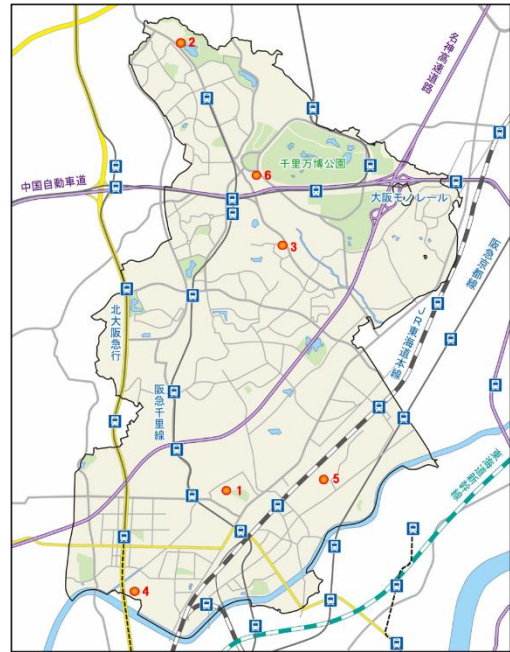 2
名神高速道路
千里万博公園
6
中国自動車道
大阪モノレール
3
阪急京都線
北大阪急行
JR東海道本線
阪急千里線
東海道新幹線
5
1
4